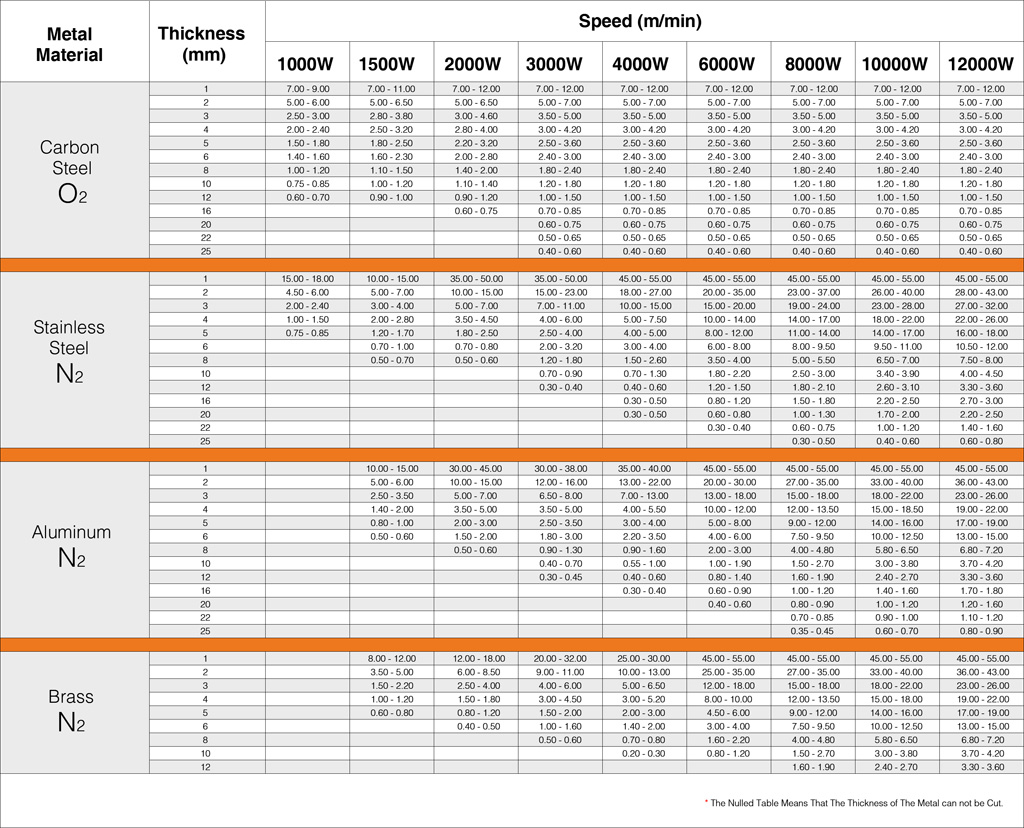 Metal Material Thickness (mm) Speed (m/min)
1000W 1500W 2000W 3000W 4000W 6000W 8000W 10000W 12000W
Carbon Steel O2
1 7.00 - 9.00 7.00 - 11.00 7.00 - 12.00 7.00 - 12.00 7.00 - 12.00 7.00 - 12.00 7.00 - 12.00 7.00 - 12.00 7.00 - 12.00
2 5.00 - 6.00 5.00 - 6.50 5.00 - 6.50 5.00 - 7.00 5.00 - 7.00 5.00 - 7.00 5.00 - 7.00 5.00 - 7.00 5.00 - 7.00
3 2.50 - 3.00 2.80 - 3.80 3.00 - 4.60 3.50 - 5.00 3.50 - 5.00 3.50 - 5.00 3.50 - 5.00 3.50 - 5.00 3.50 - 5.00
4 2.00 - 2.40 2.50 - 3.20 2.80 - 4.00 3.00 - 4.20 3.00 - 4.20 3.00 - 4.20 3.00 - 4.20 3.00 - 4.20 3.00 - 4.20
5 1.50 - 1.80 1.80 - 2.50 2.20 - 3.20 2.50 - 3.60 2.50 - 3.60 2.50 - 3.60 2.50 - 3.60 2.50 - 3.60 2.50 - 3.60
6 1.40 - 1.60 1.60 - 2.30 2.00 - 2.80 2.40 - 3.00 2.40 - 3.00 2.40 - 3.00 2.40 - 3.00 2.40 - 3.00 2.40 - 3.00
8 1.00 - 1.20 1.10 - 1.50 1.40 - 2.00 1.80 - 2.40 1.80 - 2.40 1.80 - 2.40 1.80 - 2.40 1.80 - 2.40 1.80 - 2.40
10 0.75 - 0.85 1.00 - 1.20 1.10 - 1.40 1.20 - 1.80 1.20 - 1.80 1.20 - 1.80 1.20 - 1.80 1.20 - 1.80 1.20 - 1.80
12 0.60 - 0.70 0.90 - 1.00 0.90 - 1.20 1.00 - 1.50 1.00 - 1.50 1.00 - 1.50 1.00 - 1.50 1.00 - 1.50 1.00 - 1.50
16 0.60 - 0.75 0.70 - 0.85 0.70 - 0.85 0.70 - 0.85 0.70 - 0.85 0.70 - 0.85 0.70 - 0.85
20 0.60 - 0.75 0.60 - 0.75 0.60 - 0.75 0.60 - 0.75 0.60 - 0.75 0.60 - 0.75
22 0.50 - 0.65 0.50 - 0.65 0.50 - 0.65 0.50 - 0.65 0.50 - 0.65 0.50 - 0.65
25 0.40 - 0.60 0.40 - 0.60 0.40 - 0.60 0.40 - 0.60 0.40 - 0.60 0.40 - 0.60
Stainless Steel N2
1 15.00 - 18.00 10.00 - 15.00 35.00 - 50.00 35.00 - 50.00 45.00 - 55.00 45.00 - 55.00 45.00 - 55.00 45.00 - 55.00 45.00 - 55.00
2 4.50 - 6.00 5.00 - 7.00 10.00 - 15.00 15.00 - 23.00 18.00 - 27.00 20.00 - 35.00 23.00 - 37.00 26.00 - 40.00 28.00 - 43.00
3 2.00 - 2.40 3.00 - 4.00 5.00 - 7.00 7.00 - 11.00 10.00 - 15.00 15.00 - 20.00 19.00 - 24.00 23.00 - 28.00 27.00 - 32.00
4 1.00 - 1.50 2.00 - 2.80 3.50 - 4.50 4.00 - 6.00 5.00 - 7.50 10.00 - 14.00 14.00 - 17.00 18.00 - 22.00 22.00 - 26.00
5 0.75 - 0.85 1.20 - 1.70 1.80 - 2.50 2.50 - 4.00 4.00 - 5.00 8.00 - 12.00 11.00 - 14.00 14.00 - 17.00 16.00 - 18.00
6 0.70 - 1.00 0.70 - 0.80 2.00 - 3.20 3.00 - 4.00 6.00 - 8.00 8.00 - 9.50 9.50 - 11.00 10.50 - 12.00
8 0.50 - 0.70 0.50 - 0.60 1.20 - 1.80 1.50 - 2.60 3.50 - 4.00 5.00 - 5.50 6.50 - 7.00 7.50 - 8.00
10 0.70 - 0.90 0.70 - 1.30 1.80 - 2.20 2.50 - 3.00 3.40 - 3.90 4.00 - 4.50
12 0.30 - 0.40 0.40 - 0.60 1.20 - 1.50 1.80 - 2.10 2.60 - 3.10 3.30 - 3.60
16 0.30 - 0.50 0.80 - 1.20 1.50 - 1.80 2.20 - 2.50 2.70 - 3.00
20 0.30 - 0.50 0.60 - 0.80 1.00 - 1.30 1.70 - 2.00 2.20 - 2.50
22 0.30 - 0.40 0.60 - 0.75 1.00 - 1.20 1.40 - 1.60
25 0.30 - 0.50 0.40 - 0.60 0.60 - 0.80
Aluminum N2
1 10.00 - 15.00 30.00 - 45.00 30.00 - 38.00 35.00 - 40.00 45.00 - 55.00 45.00 - 55.00 45.00 - 55.00 45.00 - 55.00
2 5.00 - 6.00 10.00 - 15.00 12.00 - 16.00 13.00 - 22.00 20.00 - 30.00 27.00 - 35.00 33.00 - 40.00 36.00 - 43.00
3 2.50 - 3.50 5.00 - 7.00 6.50 - 8.00 7.00 - 13.00 13.00 - 18.00 15.00 - 18.00 18.00 - 22.00 23.00 - 26.00
4 1.40 - 2.00 3.50 - 5.00 3.50 - 5.00 4.00 - 5.50 10.00 - 12.00 12.00 - 13.50 15.00 - 18.50 19.00 - 22.00
5 0.80 - 1.00 2.00 - 3.00 2.50 - 3.50 3.00 - 4.00 5.00 - 8.00 9.00 - 12.00 14.00 - 16.00 17.00 - 19.00
6 0.50 - 0.60 1.50 - 2.00 1.80 - 3.00 2.20 - 3.50 4.00 - 6.00 7.50 - 9.50 10.00 - 12.50 13.00 - 15.00
8 0.50 - 0.60 0.90 - 1.30 0.90 - 1.60 2.00 - 3.00 4.00 - 4.80 5.80 - 6.50 6.80 - 7.20
10 0.40 - 0.70 0.55 - 1.00 1.00 - 1.90 1.50 - 2.70 3.00 - 3.80 3.70 - 4.20
12 0.30 - 0.45 0.40 - 0.60 0.80 - 1.40 1.60 - 1.90 2.40 - 2.70 3.30 - 3.60
16 0.30 - 0.40 0.60 - 0.90 1.00 - 1.20 1.40 - 1.60 1.70 - 1.80
20 0.40 - 0.60 0.80 - 0.90 1.00 - 1.20 1.20 - 1.60
22 0.70 - 0.85 0.90 - 1.00 1.10 - 1.20
25 0.35 - 0.45 0.60 - 0.70 0.80 - 0.90
Brass N2
1 8.00 - 12.00 12.00 - 18.00 20.00 - 32.00 25.00 - 30.00 45.00 - 55.00 45.00 - 55.00 45.00 - 55.00 45.00 - 55.00
2 3.50 - 5.00 6.00 - 8.50 9.00 - 11.00 10.00 - 13.00 25.00 - 35.00 27.00 - 35.00 33.00 - 40.00 36.00 - 43.00
3 1.50 - 2.20 2.50 - 4.00 4.00 - 6.00 5.00 - 6.50 12.00 - 18.00 15.00 - 18.00 18.00 - 22.00 23.00 - 26.00
4 1.00 - 1.20 1.50 - 1.80 3.00 - 4.50 3.00 - 5.20 8.00 - 10.00 12.00 - 13.50 15.00 - 18.00 19.00 - 22.00
5 0.60 - 0.80 0.80 - 1.20 1.50 - 2.00 2.00 - 3.00 4.50 - 6.00 9.00 - 12.00 14.00 - 16.00 17.00 - 19.00
6 0.40 - 0.50 1.00 - 1.60 1.40 - 2.00 3.00 - 4.00 7.50 - 9.50 10.00 - 12.50 13.00 - 15.00
8 0.50 - 0.60 0.70 - 0.80 1.60 - 2.20 4.00 - 4.80 5.80 - 6.50 6.80 - 7.20
10 0.20 - 0.30 0.80 - 1.20 1.50 - 2.70 3.00 - 3.80 3.70 - 4.20
12 1.60 - 1.90 2.40 - 2.70 3.30 - 3.60
* The Nulled Table Means That The Thickness of The Metal can not be Cut.